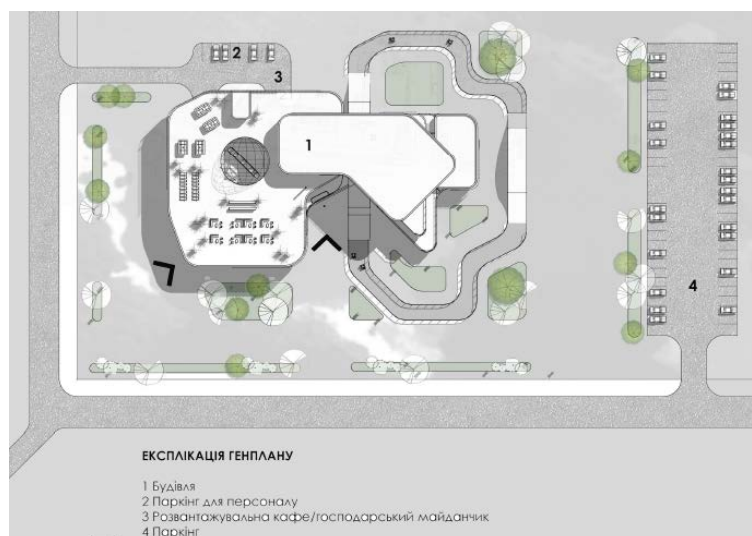 2
3
1
4
ЕКСПЛІКАЦІЯ ГЕНПЛАНУ
1 Будівля
2 Паркінг для персоналу
3 Розвантажувальна кафе/господарський майданчик
4 Паркінг